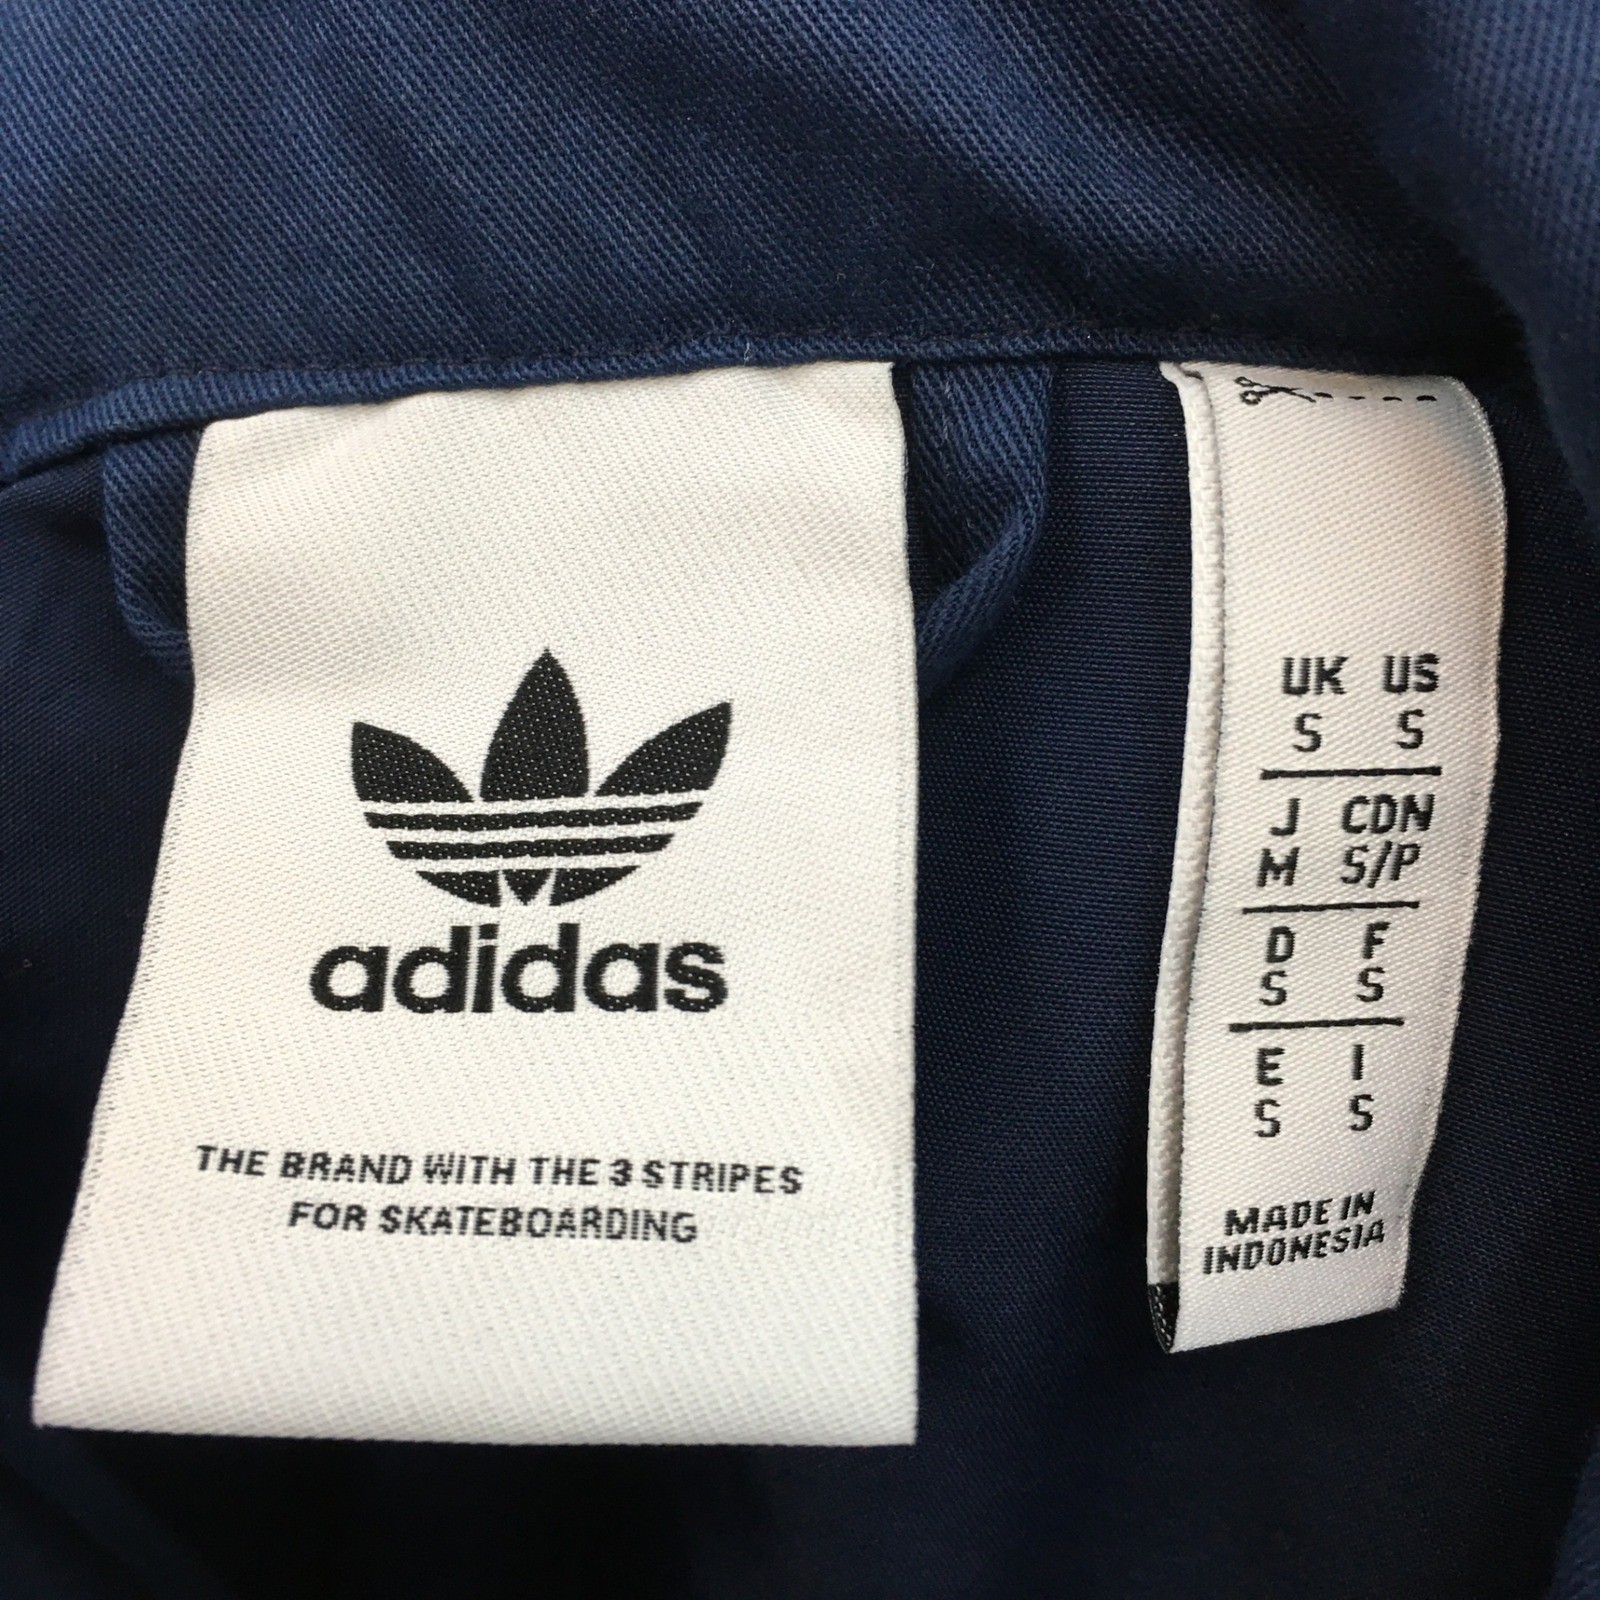 adidas
THE BRAND WITH THE 3 STRIPES
FOR SKATEBOARDING
UK US
S S
J CDN
M S/P
D F
S S
E I
S S
MADE IN
INDONESIA